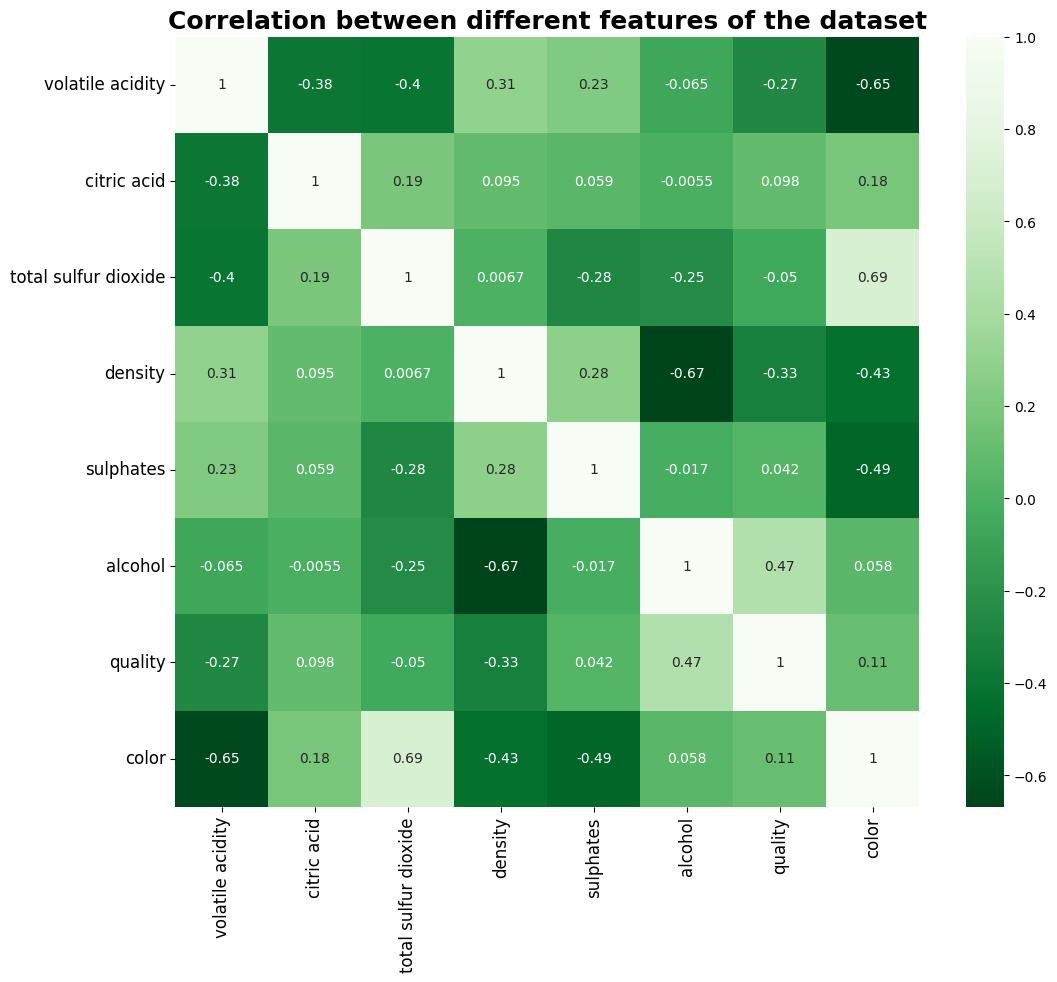 Correlation between different features of the dataset
volatile acidity 1 -0.38 -0.4 0.31 0.23 -0.065 -0.27 -0.65
citric acid -0.38 1 0.19 0.095 0.059 -0.0055 0.098 0.18
total sulfur dioxide -0.4 0.19 1 0.0067 -0.28 -0.25 -0.05 0.69
density 0.31 0.095 0.0067 1 0.28 -0.67 -0.33 -0.43
sulphates 0.23 0.059 -0.28 0.28 1 -0.017 0.042 -0.49
alcohol -0.065 -0.0055 -0.25 -0.67 -0.017 1 0.47 0.058
quality -0.27 0.098 -0.05 -0.33 0.042 0.47 1 0.11
color -0.65 0.18 0.69 -0.43 -0.49 0.058 0.11 1
volatile acidity
citric acid
total sulfur dioxide
density
sulphates
alcohol
quality
color
1.0
0.8
0.6
0.4
0.2
0.0
−0.2
−0.4
−0.6